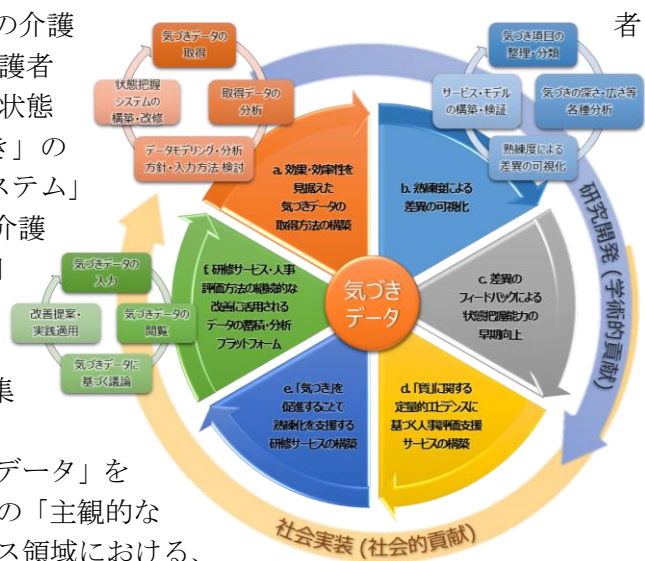 の介護
者
護者
状態
き」の
ステム」
介護
集
データ」を
の「主観的な
ス領域における、
気づきデータの
取得
取得データの
分析
データモデリング・分析
方針・入力方法検討
状態把握
システムの
構築・改修
気づき項目の
整理・分類
気づきの深さ・広さ等
各種分析
熟練度による
差異の可視化
サービス・モデル
の構築・検証
気づきデータの
入力
気づきデータの
閲覧
気づきデータに
基づく議論
改善提案・
実践適用
a. 効果・効率性を
見据えた
気づきデータの
取得方法の構築
b. 熟練度による
差異の可視化
c. 差異の
フィードバックによる
状態把握能力の
早期向上
d.「質」に関する
定量的エビデンスに
基づく人事評価支援
サービスの構築
e.「気づき」を
促進することで
熟練化を支援する
研修サービスの構築
f. 研修サービス・人事
評価方法の継続的な
改善に活用される
データの蓄積・分析
プラットフォーム
気づき
データ
研究開発 (学術的貢献)
社会実装 (社会的貢献)